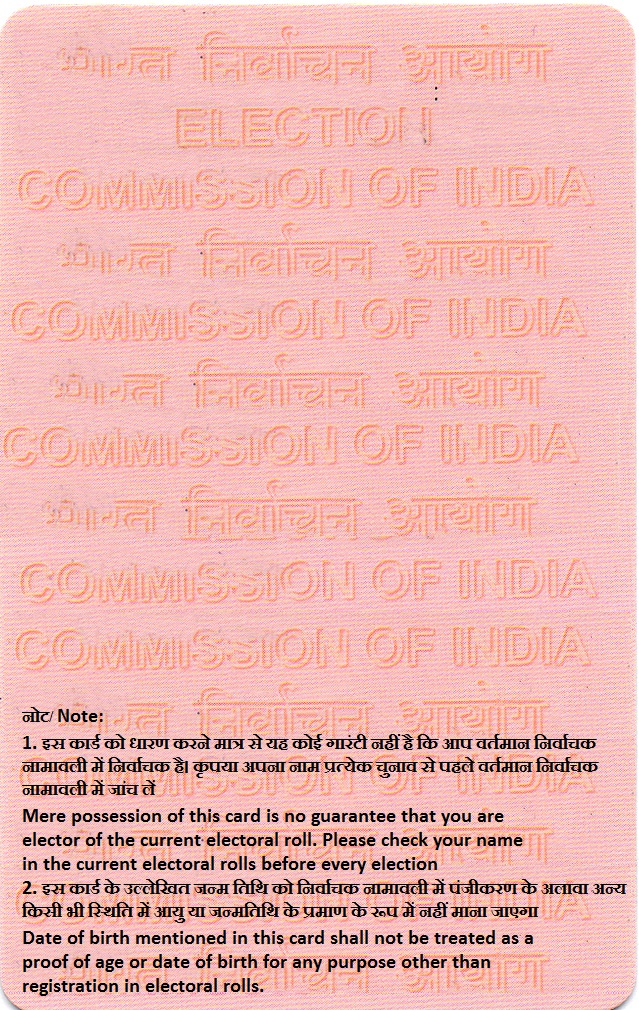 भारत निर्वाचन आयोग
ELECTION
COMMISSION OF INDIA
भारत निर्वाचन आयोग
COMMISSION OF INDIA
भारत निर्वाचन आयोग
COMMISSION OF INDIA
भारत निर्वाचन आयोग
COMMISSION OF INDIA
COMMISSION OF INDIA
नोट/ Note:
1. इस कार्ड को धारण करने मात्र से यह कोई गारंटी नहीं है कि आप वर्तमान निर्वाचक
नामावली में निर्वाचक है। कृपया अपना नाम प्रत्येक चुनाव से पहले वर्तमान निर्वाचक
नामावली में जांच लें
Mere possession of this card is no guarantee that you are
elector of the current electoral roll. Please check your name
in the current electoral rolls before every election
2. इस कार्ड के उल्लेखित जन्म तिथि को निर्वाचक नामावली में पंजीकरण के अलावा अन्य
किसी भी स्थिति में आयु या जन्मतिथि के प्रमाण के रूप में नहीं माना जाएगा
Date of birth mentioned in this card shall not be treated as a
proof of age or date of birth for any purpose other than
registration in electoral rolls.